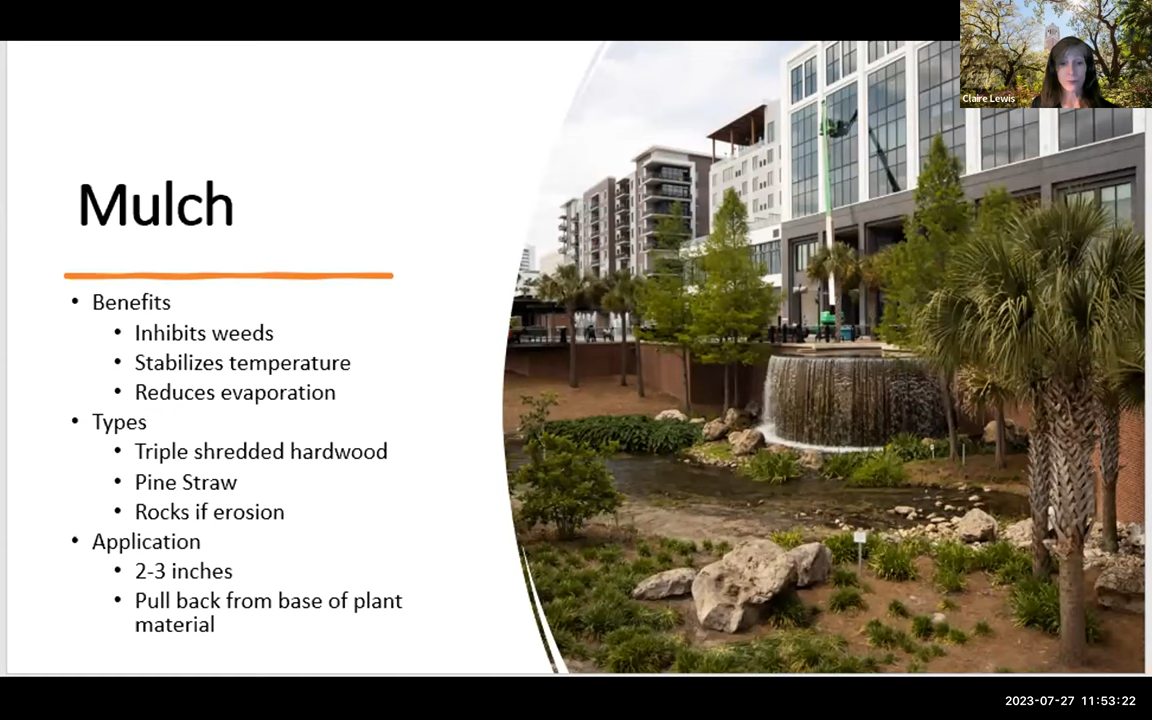 Claire Lewis
Mulch
• Benefits
• Inhibits weeds
• Stabilizes temperature
• Reduces evaporation
• Types
• Triple shredded hardwood
• Pine Straw
• Rocks if erosion
• Application
• 2-3 inches
• Pull back from base of plant
material
2023-07-27 11:53:22